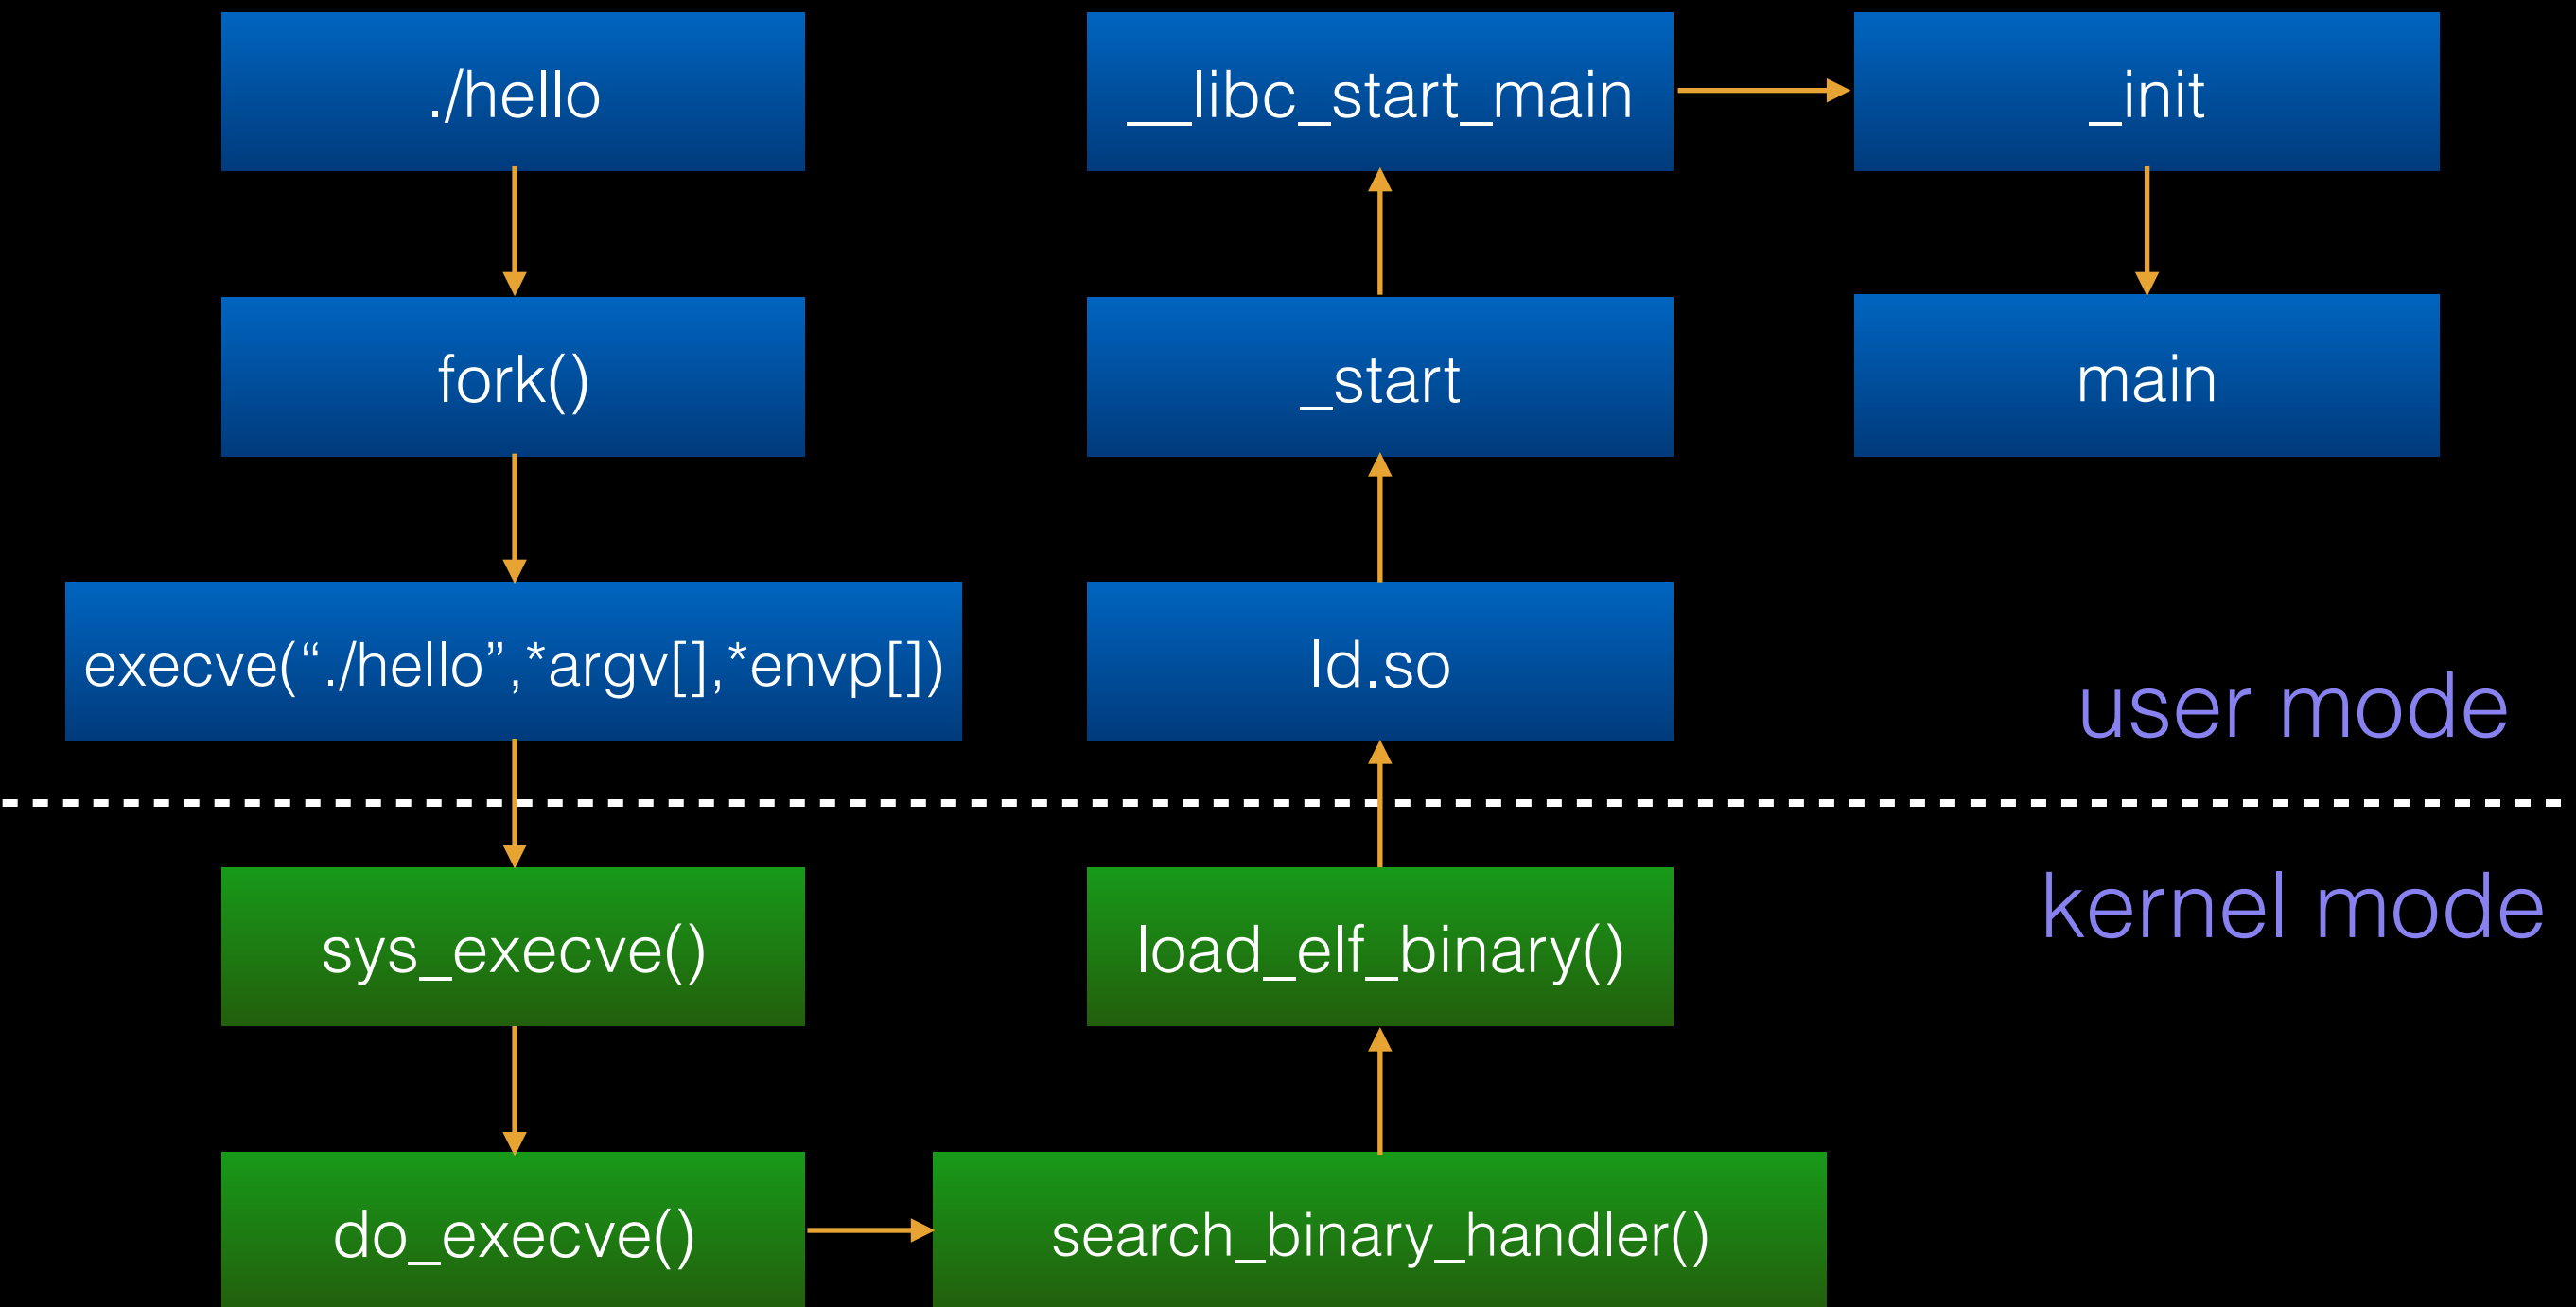 ./hello
fork()
execve(“./hello”,*argv[],*envp[])
sys_execve()
do_execve()
search_binary_handler()
load_elf_binary()
ld.so
_start
__libc_start_main
_init
main
user mode
kernel mode